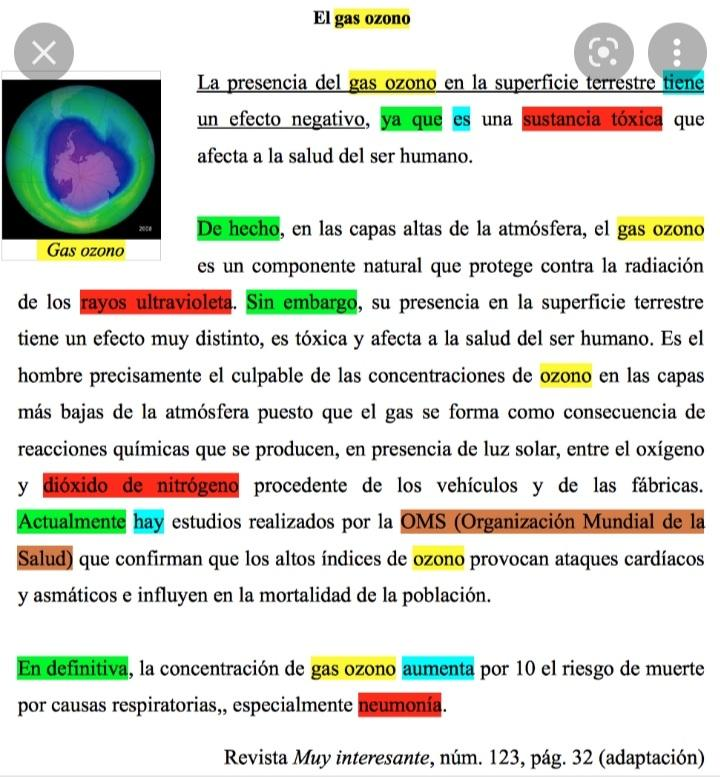 El gas ozono
La presencia del gas ozono en la superficie terrestre tiene
un efecto negativo, ya que es una sustancia tóxica que
afecta a la salud del ser humano.
2008
Gas ozono
De hecho, en las capas altas de la atmósfera, el gas ozono
es un componente natural que protege contra la radiación
de los rayos ultravioleta. Sin embargo, su presencia en la superficie terrestre
tiene un efecto muy distinto, es tóxica y afecta a la salud del ser humano. Es el
hombre precisamente el culpable de las concentraciones de ozono en las capas
más bajas de la atmósfera puesto que el gas se forma como consecuencia de
reacciones químicas que se producen, en presencia de luz solar, entre el oxígeno
y dióxido de nitrógeno procedente de los vehículos y de las fábricas.
Actualmente hay estudios realizados por la OMS (Organización Mundial de la
Salud) que confirman que los altos índices de ozono provocan ataques cardíacos
y asmáticos e influyen en la mortalidad de la población.
En definitiva, la concentración de gas ozono aumenta por 10 el riesgo de muerte
por causas respiratorias,, especialmente neumonía.
Revista Muy interesante, núm. 123, pág. 32 (adaptación)